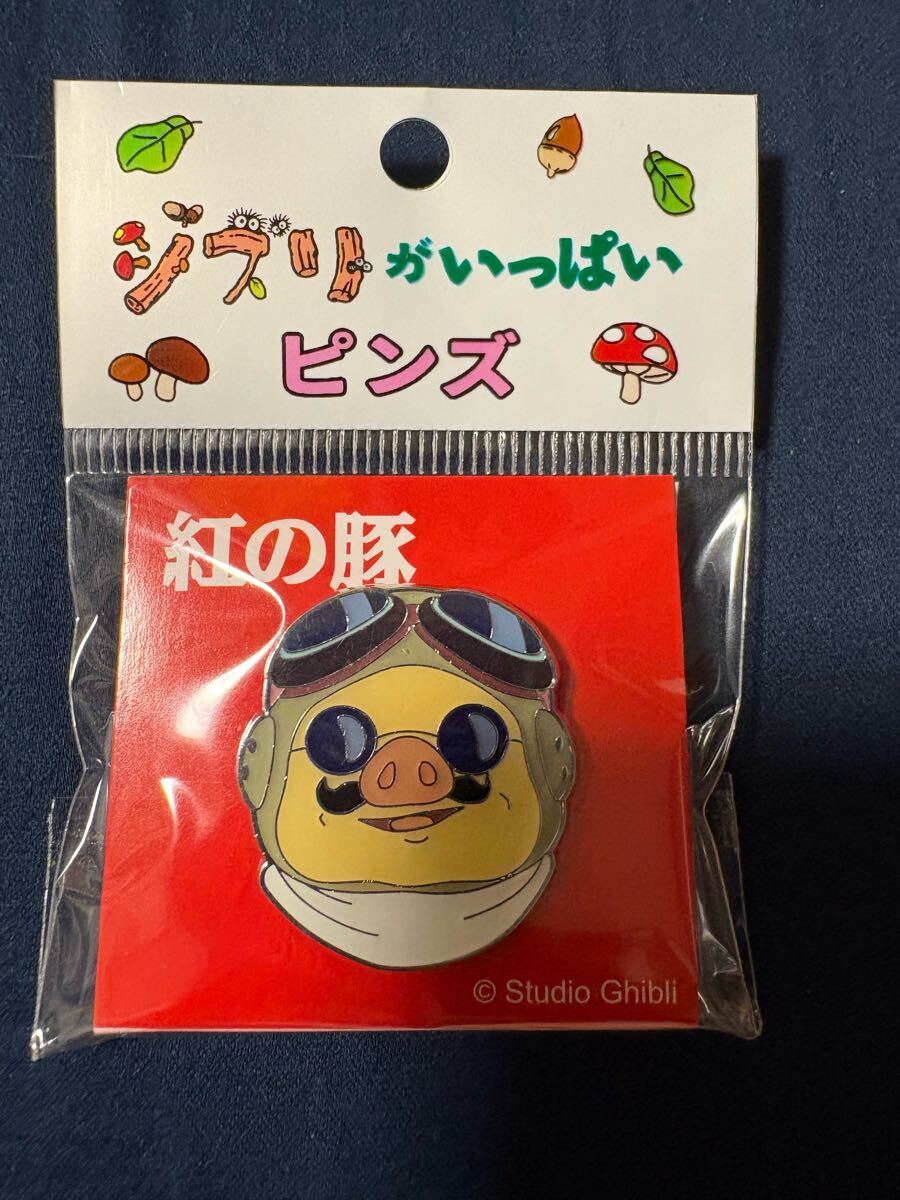 ジブリがいっぱい
ピンズ
紅の豚
© Studio Ghibli